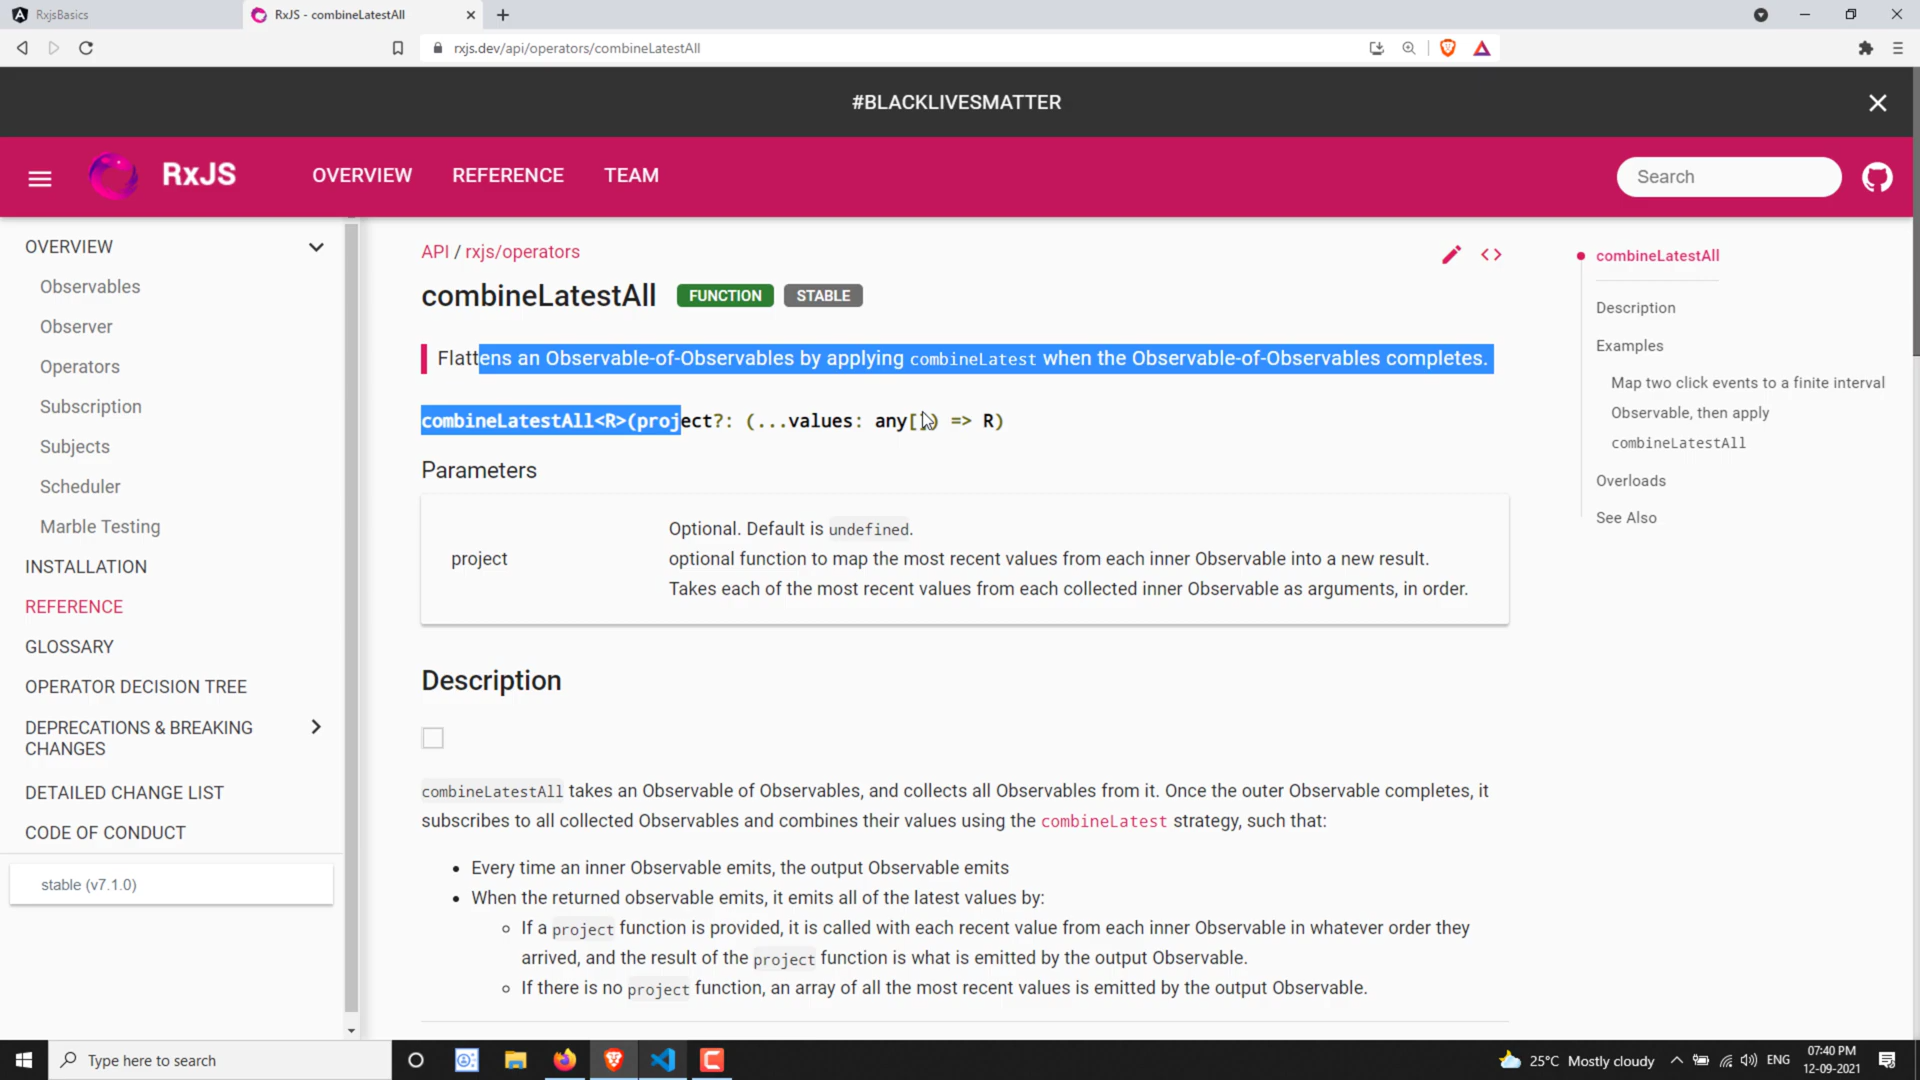 RxjsBasics
RxJS - combineLatestAll
rxjs.dev/api/operators/combineLatestAll
#BLACKLIVESMATTER
RxJS
OVERVIEW
REFERENCE
TEAM
Search
OVERVIEW
Observables
Observer
Operators
Subscription
Subjects
Scheduler
Marble Testing
INSTALLATION
REFERENCE
GLOSSARY
OPERATOR DECISION TREE
DEPRECATIONS & BREAKING
CHANGES
DETAILED CHANGE LIST
CODE OF CONDUCT
stable (v7.1.0)
API / rxjs/operators
combineLatestAll FUNCTION STABLE
Flattens an Observable-of-Observables by applying combineLatest when the Observable-of-Observables completes.
combineLatestAll<R>(project?: (...values: any[]) => R)
Parameters
project
Optional. Default is undefined.
optional function to map the most recent values from each inner Observable into a new result.
Takes each of the most recent values from each collected inner Observable as arguments, in order.
Description
combineLatestAll takes an Observable of Observables, and collects all Observables from it. Once the outer Observable completes, it
subscribes to all collected Observables and combines their values using the combineLatest strategy, such that:
• Every time an inner Observable emits, the output Observable emits
• When the returned observable emits, it emits all of the latest values by:
◦ If a project function is provided, it is called with each recent value from each inner Observable in whatever order they
arrived, and the result of the project function is what is emitted by the output Observable.
◦ If there is no project function, an array of all the most recent values is emitted by the output Observable.
combineLatestAll
Description
Examples
Map two click events to a finite interval
Observable, then apply
combineLatestAll
Overloads
See Also
Type here to search
25°C Mostly cloudy
ENG
07:40 PM
12-09-2021